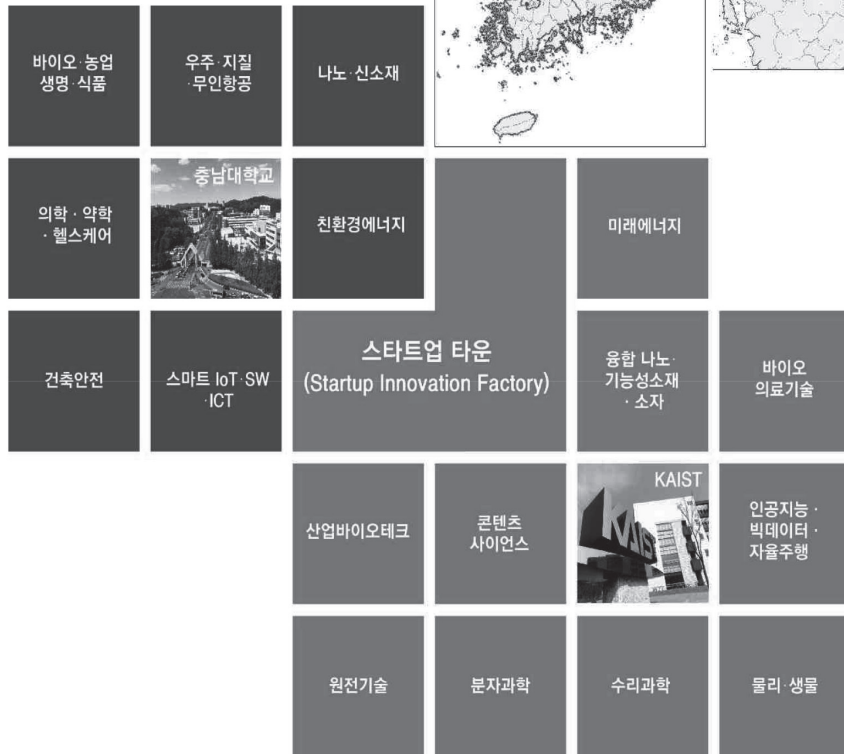 바이오·농업
생명·식품
우주·지질
·무인항공
나노·신소재
의학·약학
·헬스케어
충남대학교
친환경에너지
미래에너지
건축안전
스마트 IoT·SW
·ICT
스타트업 타운
(Startup Innovation Factory)
융합 나노·
기능성소재
·소자
바이오
의료기술
산업바이오테크
콘텐츠
사이언스
KAIST
KAIST
인공지능·
빅데이터·
자율주행
원전기술
분자과학
수리과학
물리·생물